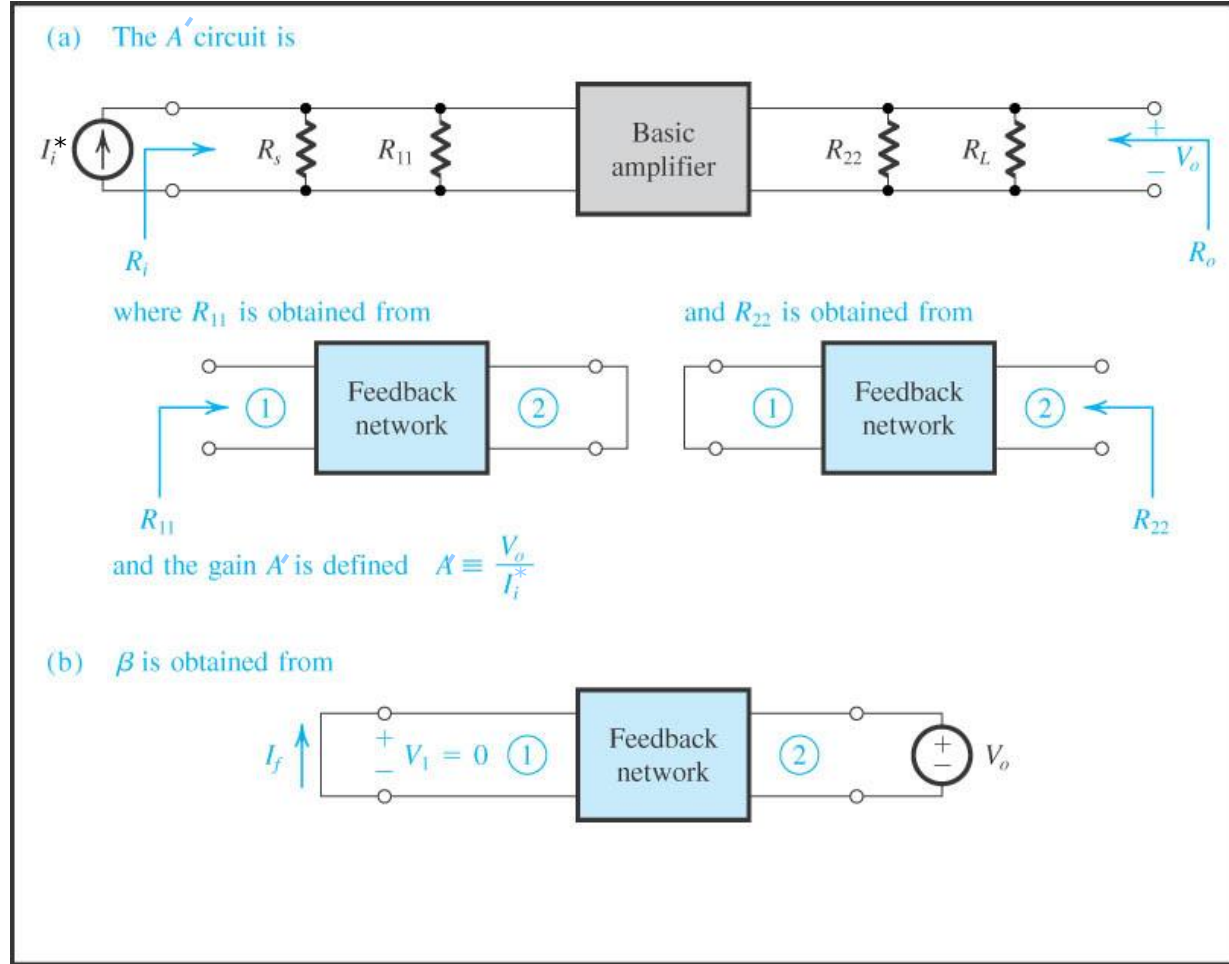 (a) The A′ circuit is
I_i* R_s R_11 Basic amplifier R_22 R_L + V_o −
R_i R_o
where R_11 is obtained from and R_22 is obtained from
① Feedback network ② ① Feedback network ②
R_11 R_22
and the gain A′ is defined A′ ≡ V_o / I_i*
(b) β is obtained from
I_f + − V_1 = 0 ① Feedback network ② + − V_o